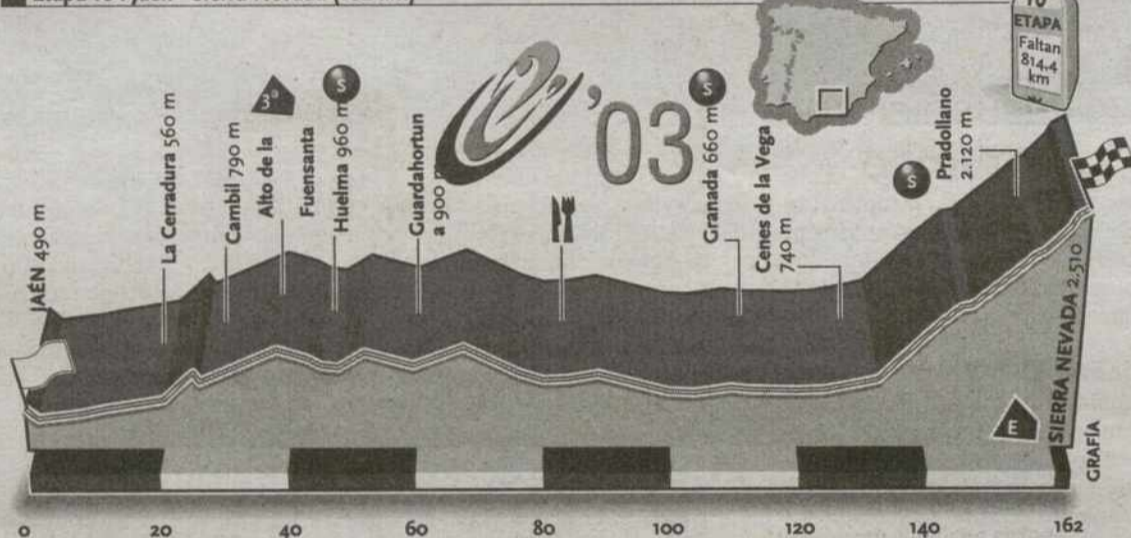 JAÉN 490 m
La Cerradura 560 m
Cambil 790 m
3ª
Alto de la
Fuensanta
S
Huelma 960 m
Guardahortun
a 900
'03
S
Granada 660 m
Cenes de la Vega
740 m
S
Pradollano
2.120 m
ETAPA
Faltan
814.4
km
E
SIERRA NEVADA 2.510
GRAFÍA
0 20 40 60 80 100 120 140 162